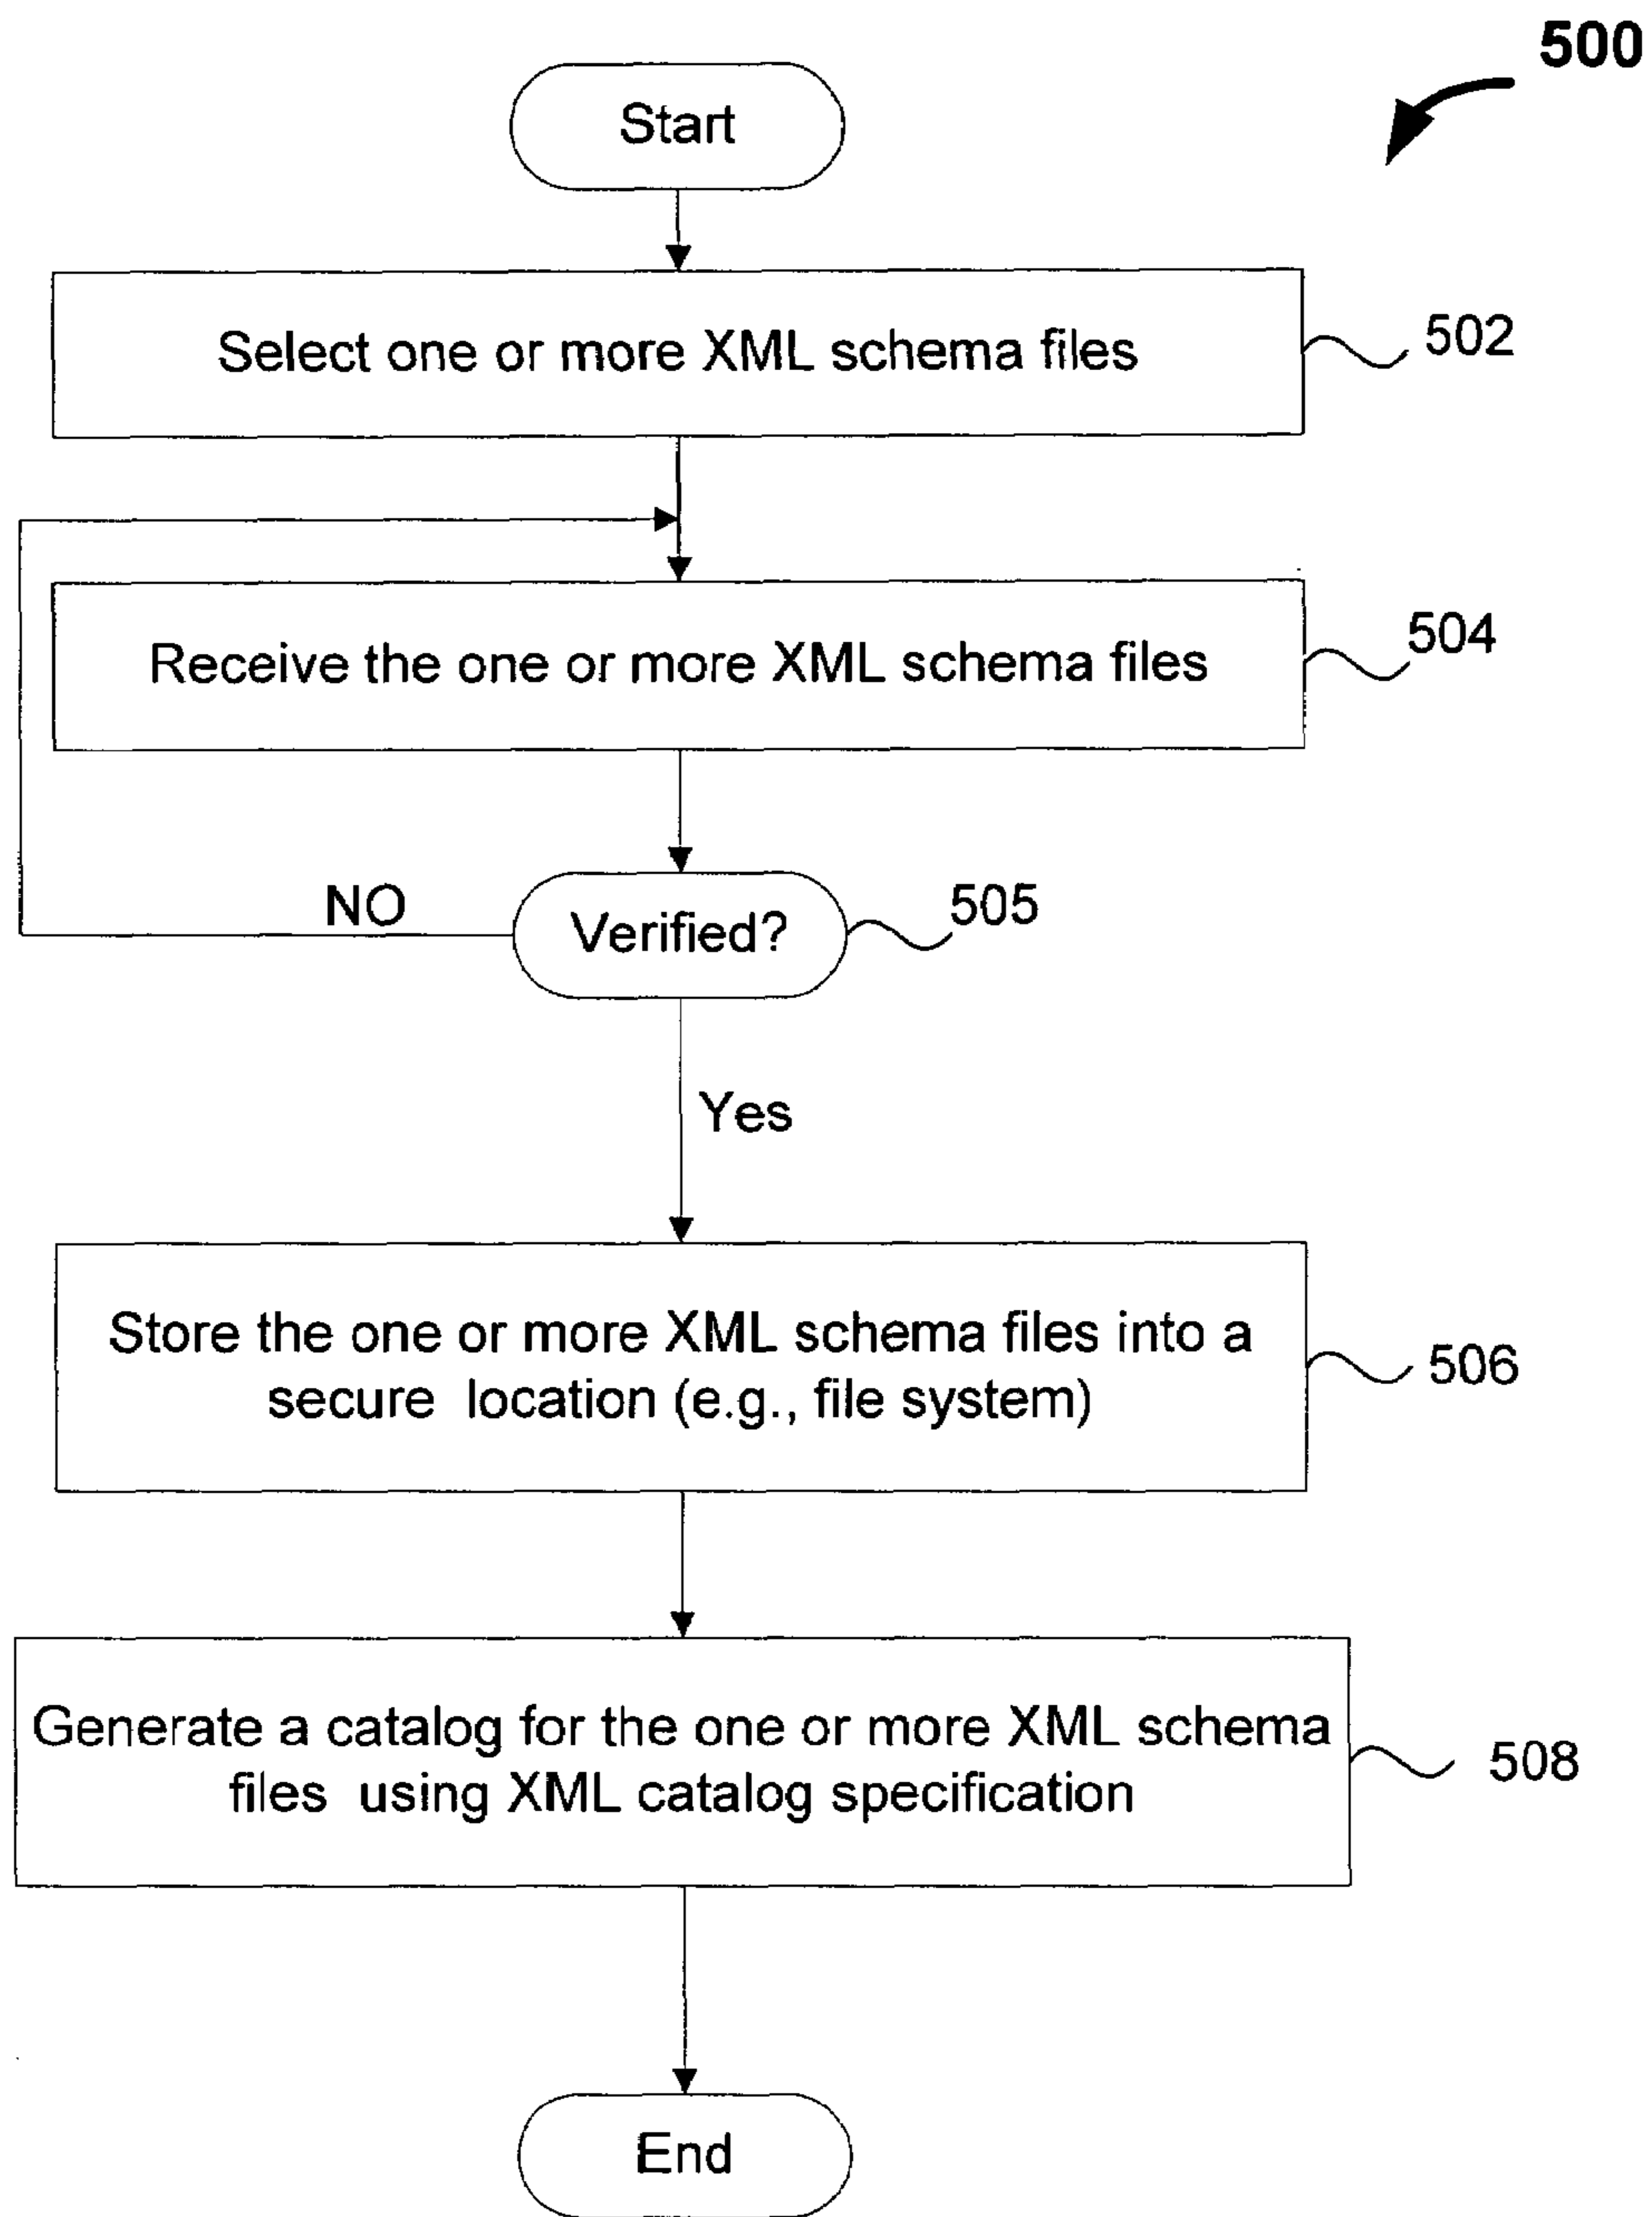 500
Start
Select one or more XML schema files
502
Receive the one or more XML schema files
504
NO
Verified?
505
Yes
Store the one or more XML schema files into a
secure location (e.g., file system)
506
Generate a catalog for the one or more XML schema
files using XML catalog specification
508
End